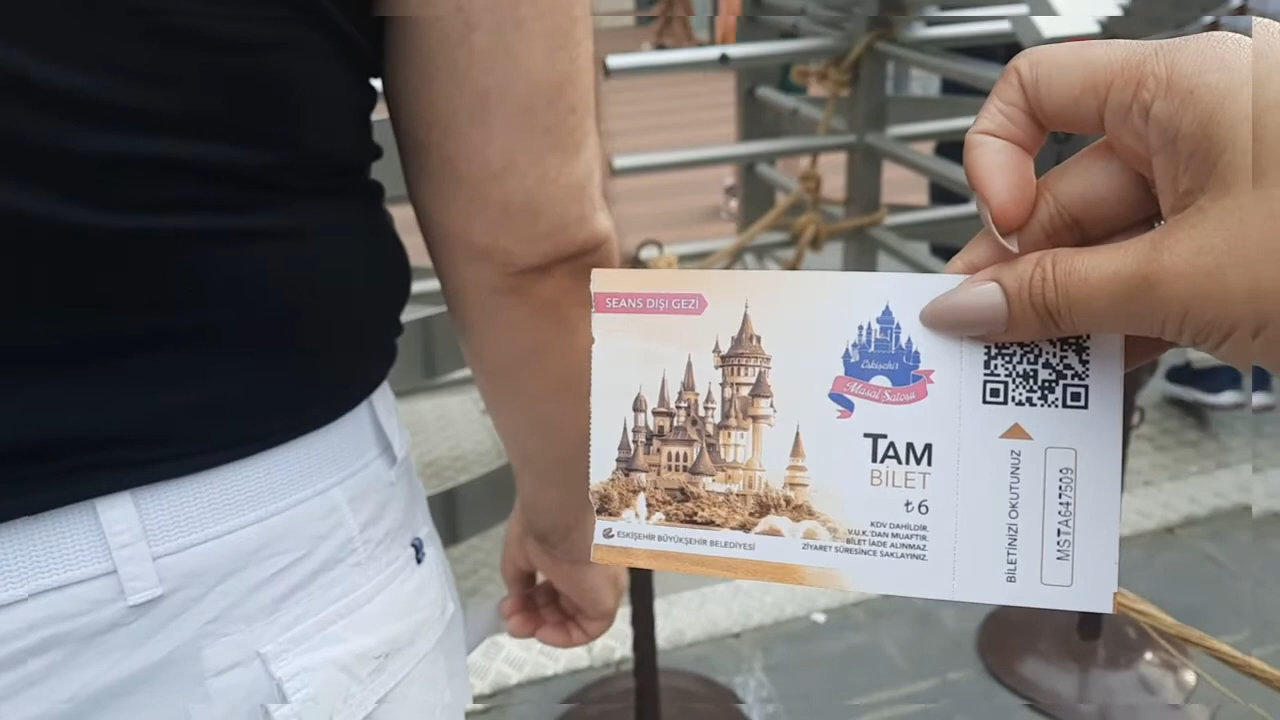 SEANS DIŞI GEZİ
Eskişehir
Masal Şatosu
TAM
BİLET
₺6
KDV DAHİLDİR.
V.U.K.'DAN MUAFTIR.
BİLET İADE ALINMAZ.
ZİYARET SÜRESİNCE SAKLAYINIZ.
ESKİŞEHİR BÜYÜKŞEHİR BELEDİYESİ
BİLETİNİZİ OKUTUNUZ
MSTA647509